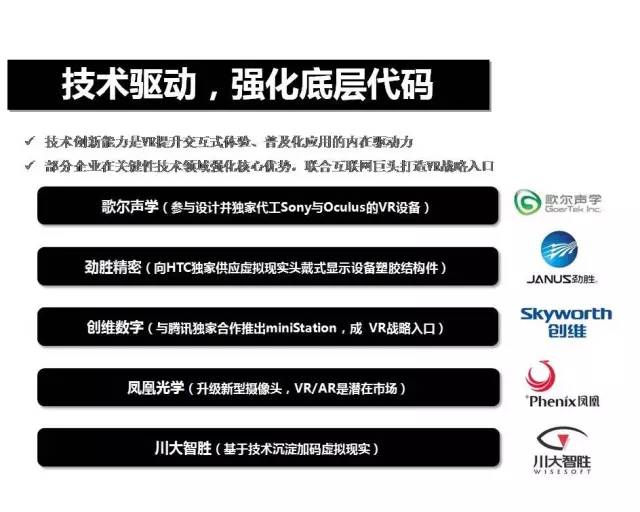 技术驱动，强化底层代码
✓ 技术创新能力是VR提升交互式体验、普及化应用的内在驱动力
✓ 部分企业在关键性技术领域强化核心优势，联合互联网巨头打造VR战略入口
歌尔声学（参与设计并独家代工Sony与Oculus的VR设备）
歌尔声学
GoerTek Inc.
劲胜精密（向HTC独家供应虚拟现实头戴式显示设备塑胶结构件）
JANUS劲胜
创维数字（与腾讯独家合作推出miniStation，成 VR战略入口）
Skyworth
创维
凤凰光学（升级新型摄像头，VR/AR是潜在市场）
Phenix凤凰
川大智胜（基于技术沉淀加码虚拟现实）
川大智胜
WISESOFT